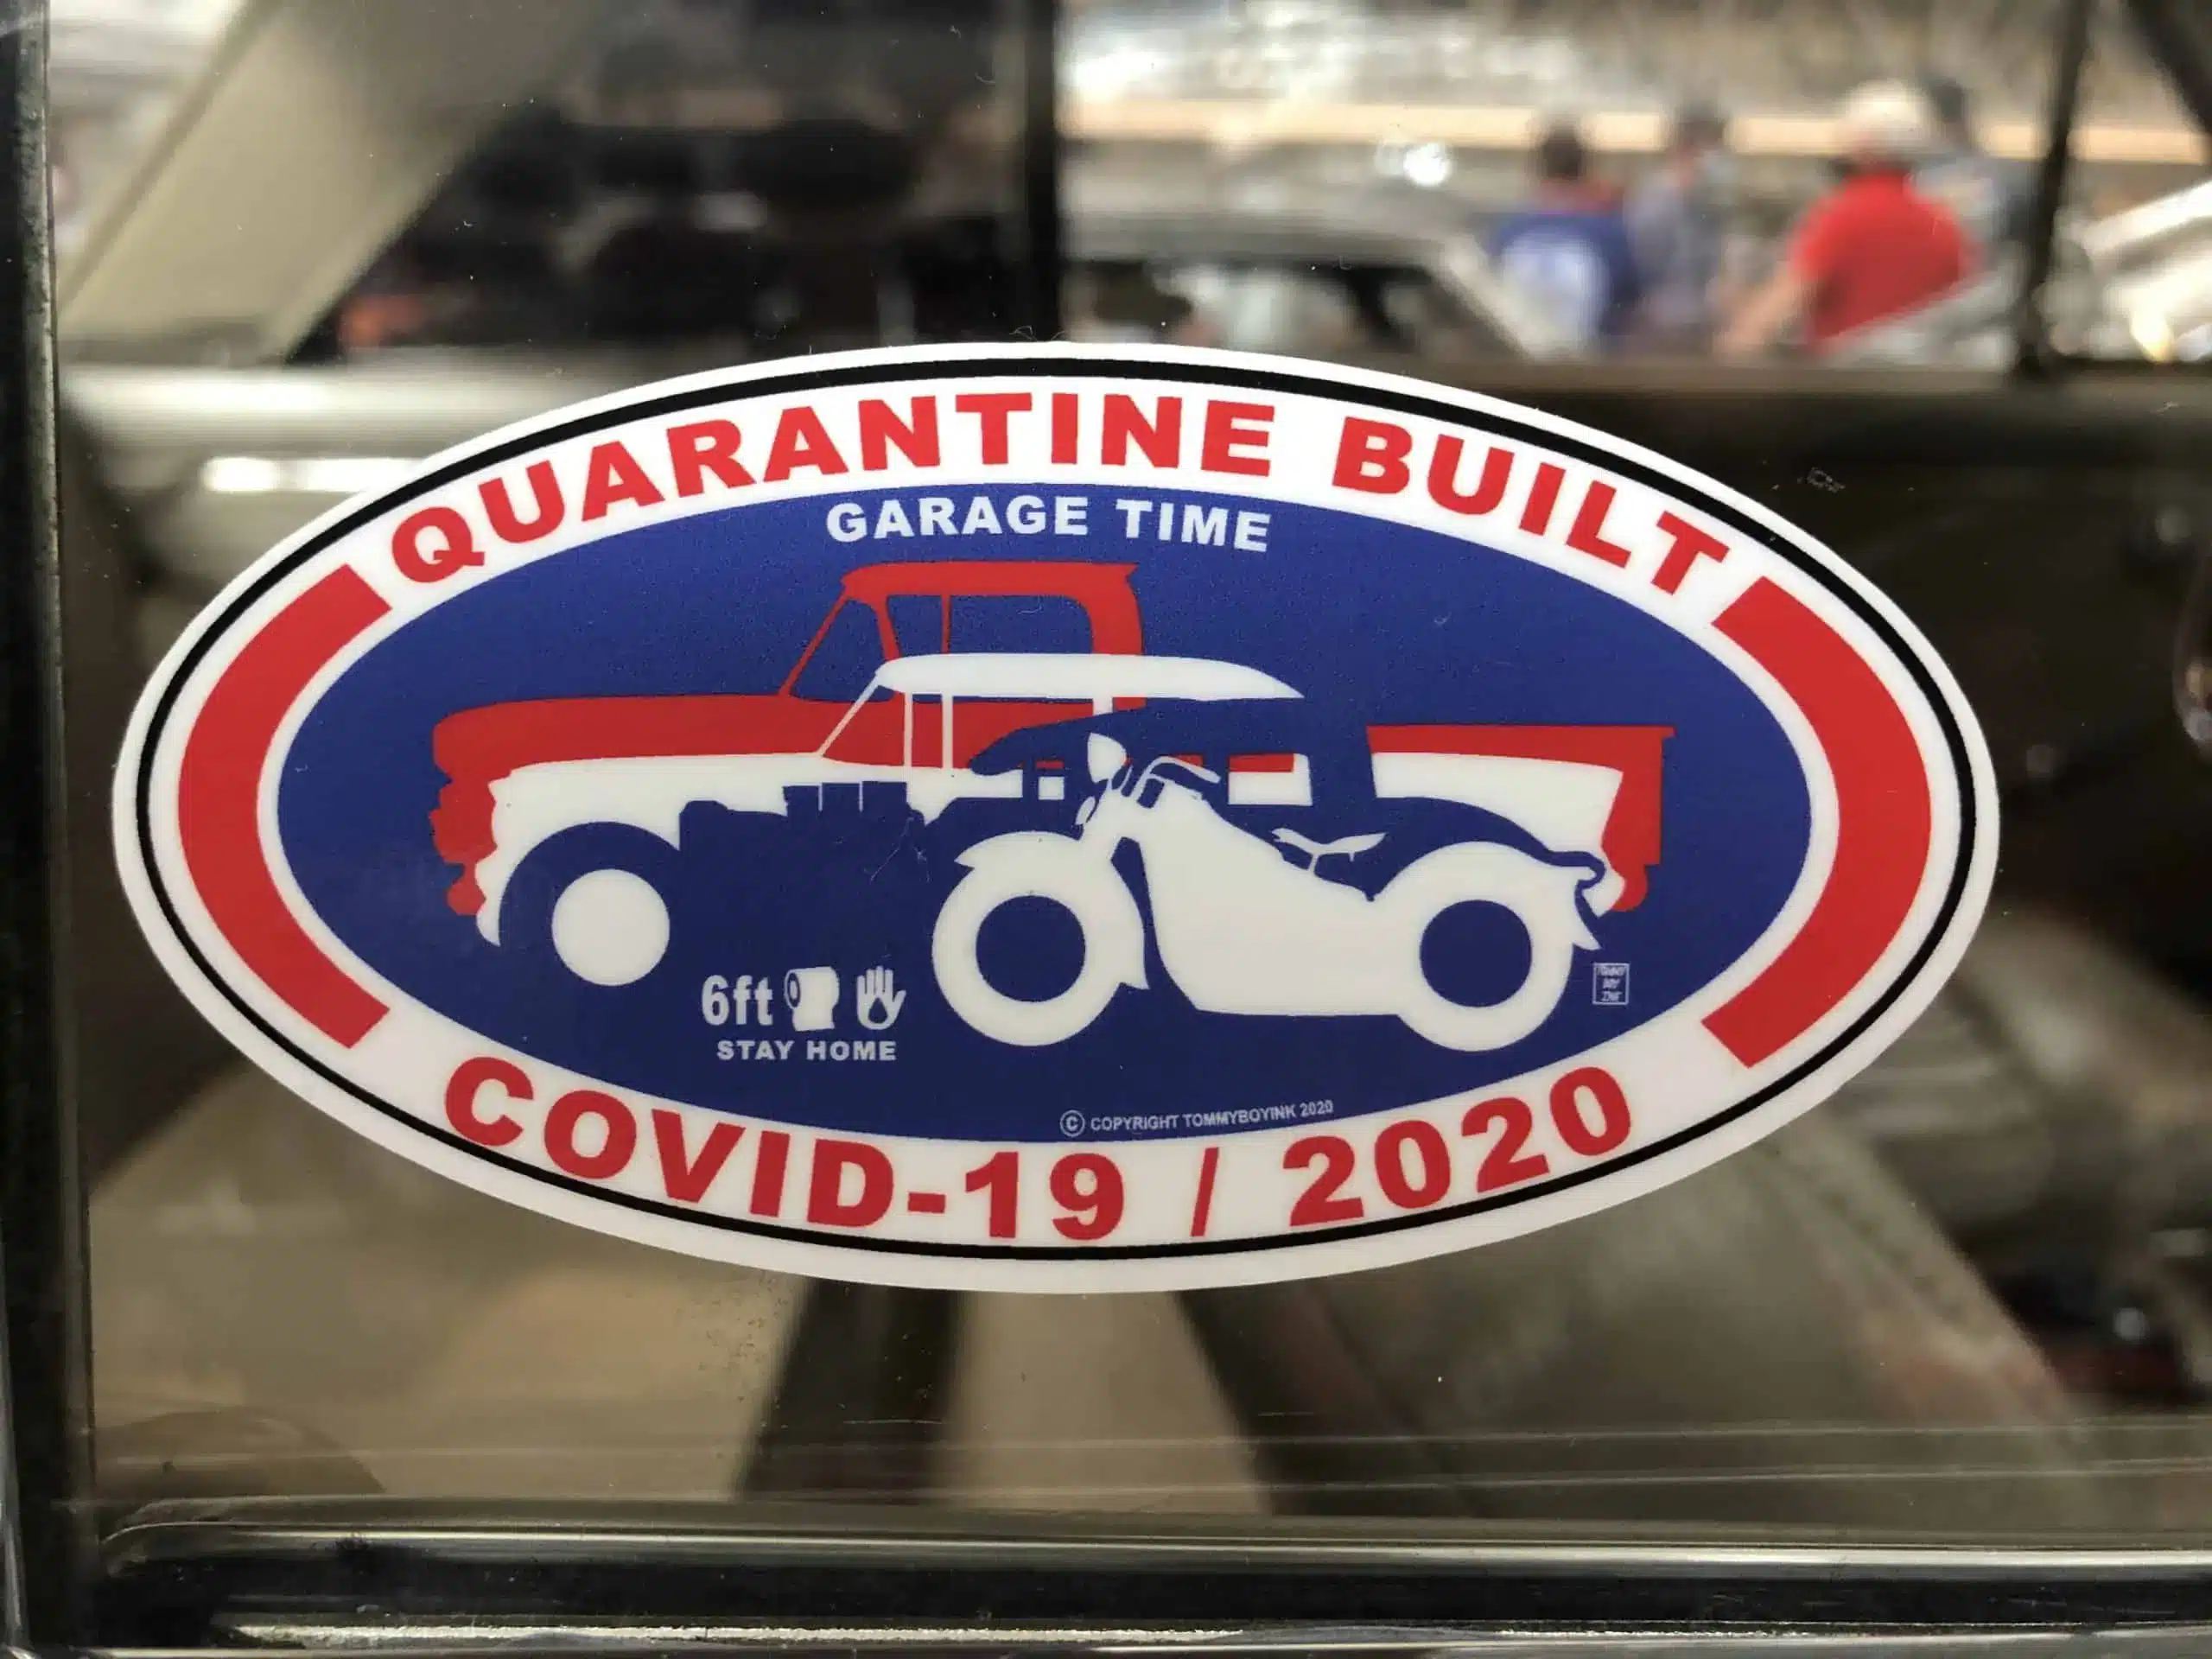 QUARANTINE BUILT
GARAGE TIME
6ft
STAY HOME
© COPYRIGHT TOMMYBOYINK 2020
COVID-19 / 2020